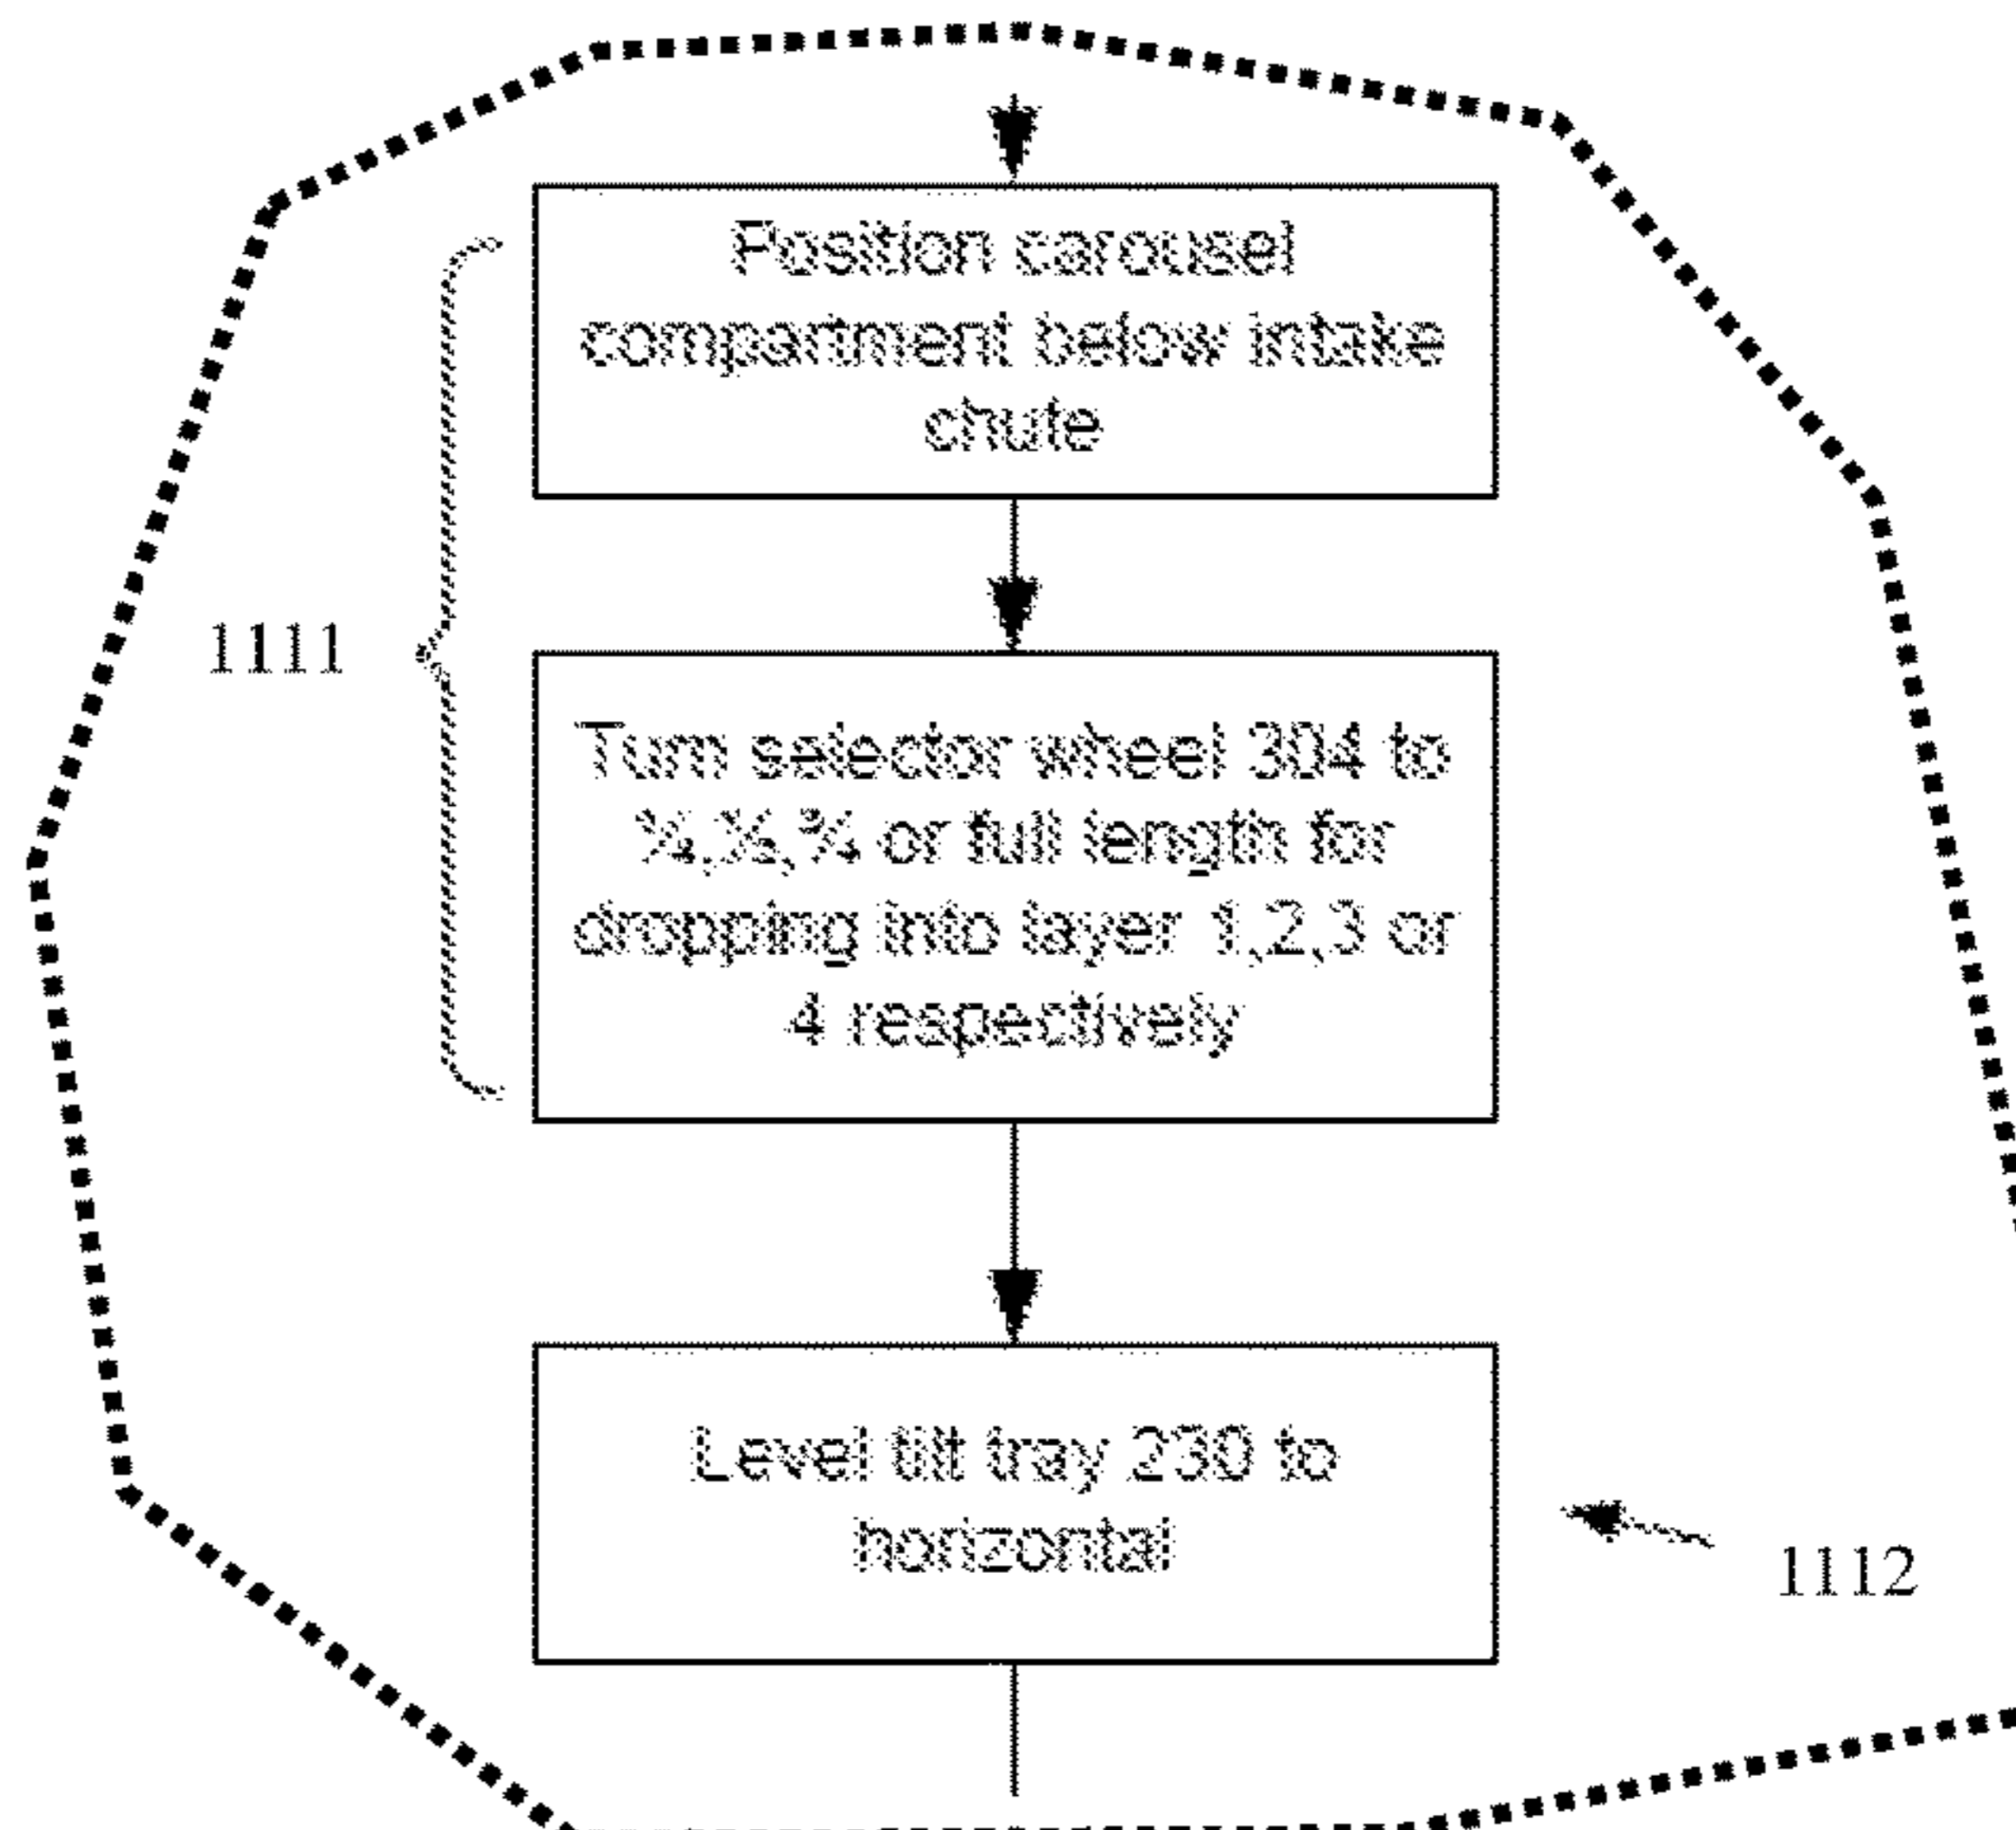 Position carousel
compartment below intake
chute
1111
Turn selector wheel 304 to
¼,½,¾ or full length for
dropping into layer 1,2,3 or
4 respectively
Level tilt tray 230 to
horizontal
1112